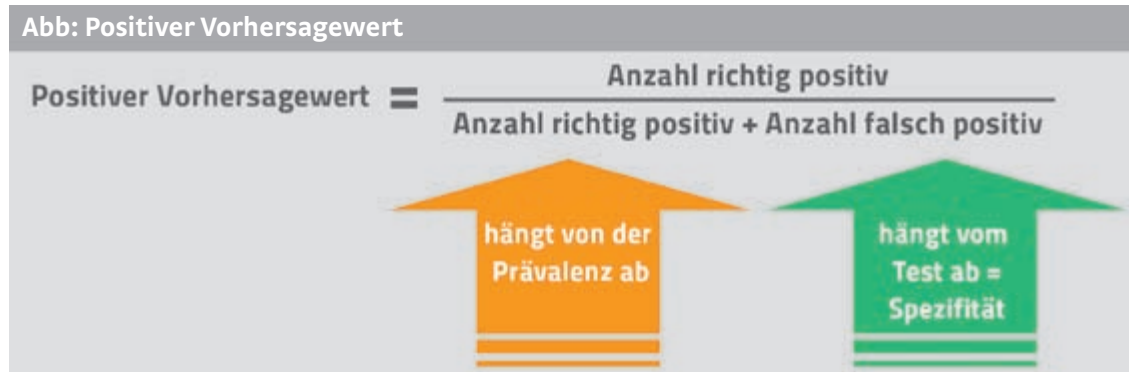 Abb: Positiver Vorhersagewert
Positiver Vorhersagewert =
Anzahl richtig positiv
Anzahl richtig positiv + Anzahl falsch positiv
hängt von der
Prävalenz ab
hängt vom
Test ab =
Spezifität